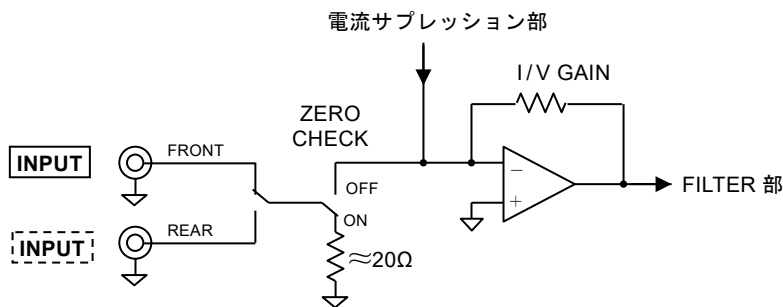 電流サプレッション部
I/V GAIN
ZERO
CHECK
INPUT
FRONT
OFF
−
+
FILTER 部
ON
INPUT
REAR
≈20Ω